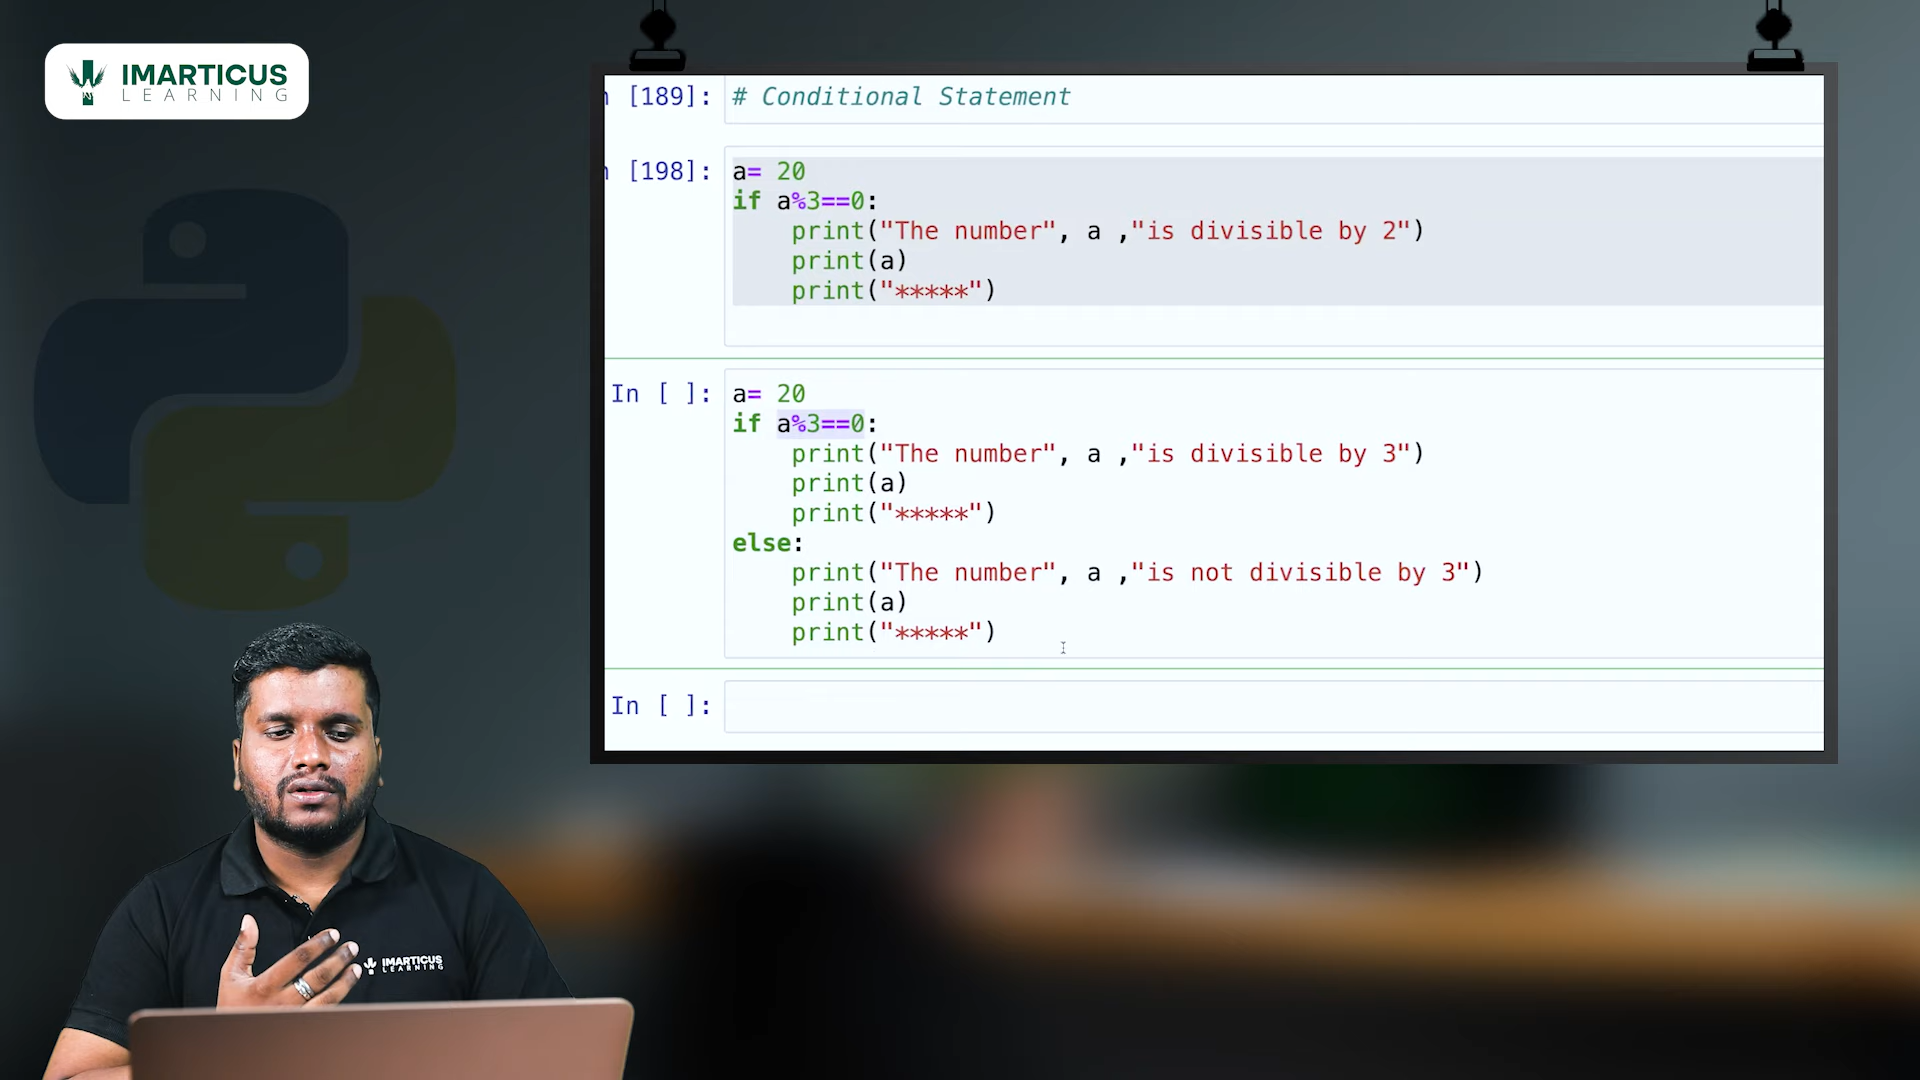 IMARTICUS
LEARNING
[189]: # Conditional Statement
[198]: a= 20
if a%3==0:
print("The number", a ,"is divisible by 2")
print(a)
print("*****")
In [ ]: a= 20
if a%3==0:
print("The number", a ,"is divisible by 3")
print(a)
print("*****")
else:
print("The number", a ,"is not divisible by 3")
print(a)
print("*****")
In [ ]:
IMARTICUS
LEARNING